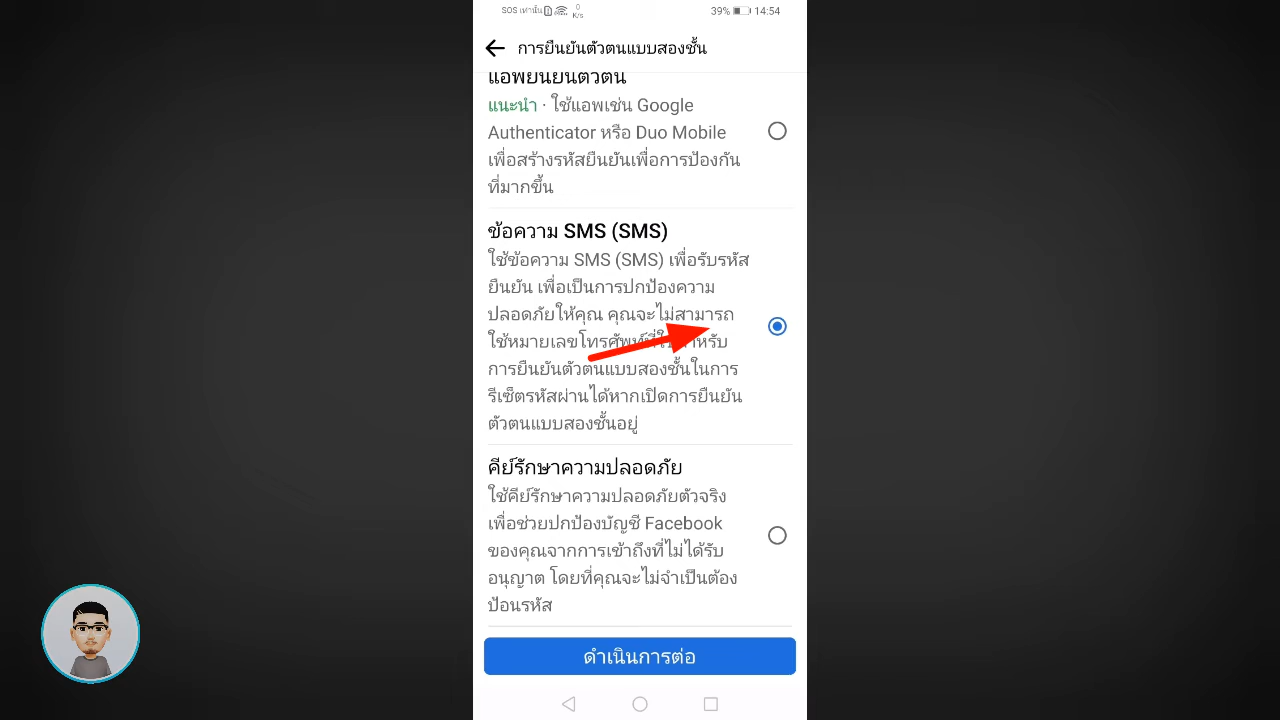 SOS เท่านั้น
0
K/s
39%
14:54
การยืนยันตัวตนแบบสองชั้น
แอพยืนยันตัวตน
แนะนำ · ใช้แอพเช่น Google
Authenticator หรือ Duo Mobile
เพื่อสร้างรหัสยืนยันเพื่อการป้องกัน
ที่มากขึ้น
ข้อความ SMS (SMS)
ใช้ข้อความ SMS (SMS) เพื่อรับรหัส
ยืนยัน เพื่อเป็นการปกป้องความ
ปลอดภัยให้คุณ คุณจะไม่สามารถ
ใช้หมายเลขโทรศัพท์ที่ใช้สำหรับ
การยืนยันตัวตนแบบสองชั้นในการ
รีเซ็ตรหัสผ่านได้หากเปิดการยืนยัน
ตัวตนแบบสองชั้นอยู่
คีย์รักษาความปลอดภัย
ใช้คีย์รักษาความปลอดภัยตัวจริง
เพื่อช่วยปกป้องบัญชี Facebook
ของคุณจากการเข้าถึงที่ไม่ได้รับ
อนุญาต โดยที่คุณจะไม่จำเป็นต้อง
ป้อนรหัส
ดำเนินการต่อ